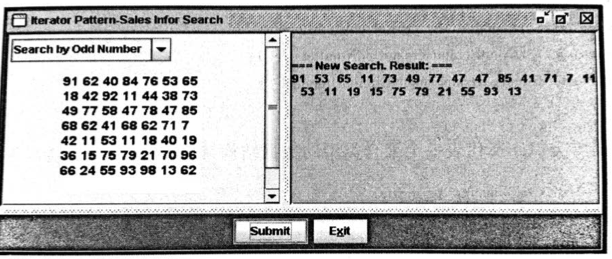 Iterator Pattern-Sales Infor Search
Search by Odd Number
91 62 40 84 76 53 65
18 42 92 11 44 38 73
49 77 58 47 78 47 85
68 62 41 68 62 71 7
42 11 53 11 18 40 19
36 15 75 79 21 70 96
66 24 55 93 98 13 62
=== New Search. Result: ===
91 53 65 11 73 49 77 47 47 85 41 71 7 11
53 11 19 15 75 79 21 55 93 13
Submit
Exit